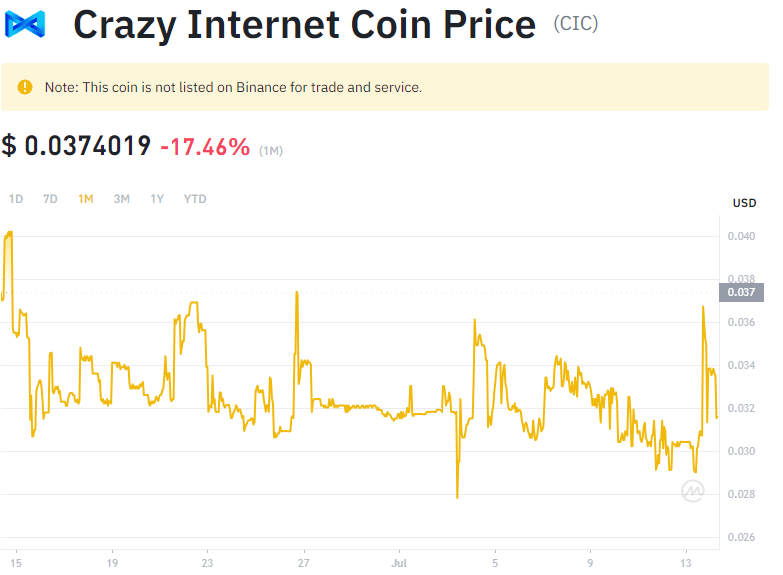 Crazy Internet Coin Price (CIC)
Note: This coin is not listed on Binance for trade and service.
$ 0.0374019 -17.46% (1M)
1D 7D 1M 3M 1Y YTD
USD
0.040
0.038
0.037
0.036
0.034
0.032
0.030
0.028
0.026
15 19 23 27 Jul 5 9 13